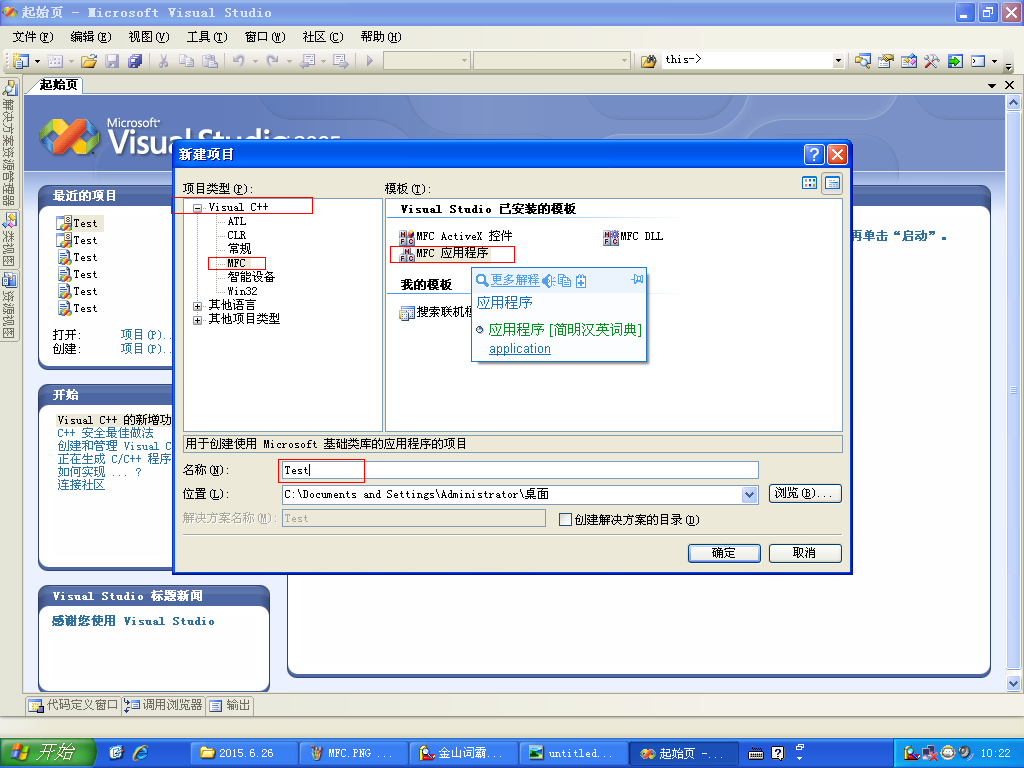 起始页 - Microsoft Visual Studio
文件(F) 编辑(E) 视图(V) 工具(T) 窗口(W) 社区(C) 帮助(H)
this->
起始页
解决方案资源管理器
类视图
资源视图
Microsoft
Visual Studio 2005
最近的项目
Test
Test
Test
Test
Test
Test
打开: 项目(P)..
创建: 项目(P)..
开始
Visual C++ 的新增功
C++ 安全最佳做法
创建和管理 Visual C
正在生成 C/C++ 程序
如何实现 ... ?
连接社区
Visual Studio 标题新闻
感谢您使用 Visual Studio
再单击“启动”。
新建项目
项目类型(P):
Visual C++
ATL
CLR
常规
MFC
智能设备
Win32
其他语言
其他项目类型
模板(T):
Visual Studio 已安装的模板
MFC ActiveX 控件
MFC DLL
MFC 应用程序
我的模板
搜索联机模
更多解释
应用程序
应用程序 [简明汉英词典]
application
用于创建使用 Microsoft 基础类库的应用程序的项目
名称(N): Test
位置(L): C:\Documents and Settings\Administrator\桌面
浏览(B)...
解决方案名称(M): Test
创建解决方案的目录(D)
确定 取消
代码定义窗口 调用浏览器 输出
开始 2015.6.26 MFC.PNG ... 金山词霸... untitled... 起始页 -... 10:22